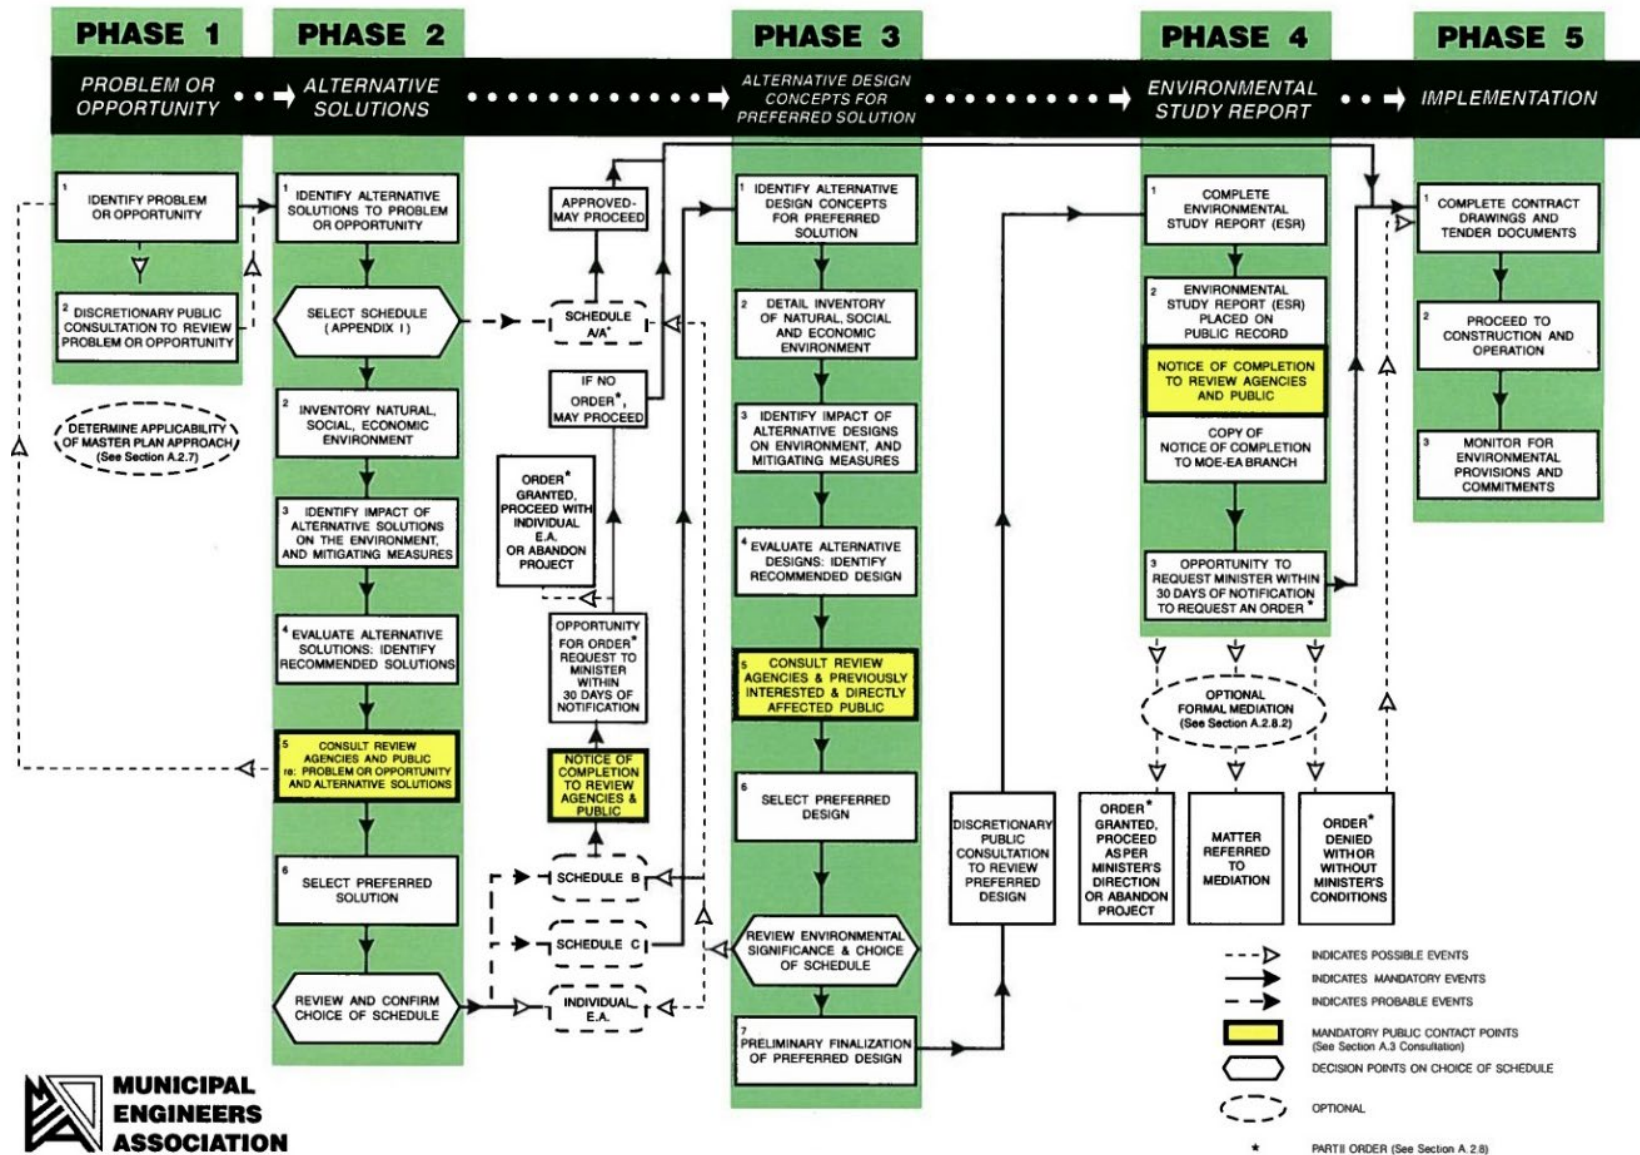 PHASE 1
PHASE 2
PHASE 3
PHASE 4
PHASE 5
PROBLEM OR
OPPORTUNITY
ALTERNATIVE
SOLUTIONS
ALTERNATIVE DESIGN
CONCEPTS FOR
PREFERRED SOLUTION
ENVIRONMENTAL
STUDY REPORT
IMPLEMENTATION
1
IDENTIFY PROBLEM
OR OPPORTUNITY
2 DISCRETIONARY PUBLIC
CONSULTATION TO REVIEW
PROBLEM OR OPPORTUNITY
DETERMINE APPLICABILITY
OF MASTER PLAN APPROACH
(See Section A.2.7)
1
IDENTIFY ALTERNATIVE
SOLUTIONS TO PROBLEM
OR OPPORTUNITY
SELECT SCHEDULE
(APPENDIX I)
2
INVENTORY NATURAL,
SOCIAL, ECONOMIC
ENVIRONMENT
3
IDENTIFY IMPACT OF
ALTERNATIVE SOLUTIONS
ON THE ENVIRONMENT,
AND MITIGATING MEASURES
4
EVALUATE ALTERNATIVE
SOLUTIONS: IDENTIFY
RECOMMENDED SOLUTIONS
5
CONSULT REVIEW
AGENCIES AND PUBLIC
re: PROBLEM OR OPPORTUNITY
AND ALTERNATIVE SOLUTIONS
6
SELECT PREFERRED
SOLUTION
REVIEW AND CONFIRM
CHOICE OF SCHEDULE
APPROVED-
MAY PROCEED
SCHEDULE
A/A+
IF NO
ORDER*,
MAY PROCEED
ORDER*
GRANTED,
PROCEED WITH
INDIVIDUAL
E.A.
OR ABANDON
PROJECT
OPPORTUNITY
FOR ORDER*
REQUEST TO
MINISTER
WITHIN
30 DAYS OF
NOTIFICATION
NOTICE OF
COMPLETION
TO REVIEW
AGENCIES &
PUBLIC
SCHEDULE B
SCHEDULE C
INDIVIDUAL
E.A.
1
IDENTIFY ALTERNATIVE
DESIGN CONCEPTS
FOR PREFERRED
SOLUTION
2
DETAIL INVENTORY
OF NATURAL, SOCIAL
AND ECONOMIC
ENVIRONMENT
3
IDENTIFY IMPACT OF
ALTERNATIVE DESIGNS
ON ENVIRONMENT, AND
MITIGATING MEASURES
4
EVALUATE ALTERNATIVE
DESIGNS: IDENTIFY
RECOMMENDED DESIGN
5
CONSULT REVIEW
AGENCIES & PREVIOUSLY
INTERESTED & DIRECTLY
AFFECTED PUBLIC
6
SELECT PREFERRED
DESIGN
REVIEW ENVIRONMENTAL
SIGNIFICANCE & CHOICE
OF SCHEDULE
7
PRELIMINARY FINALIZATION
OF PREFERRED DESIGN
DISCRETIONARY
PUBLIC
CONSULTATION
TO REVIEW
PREFERRED
DESIGN
1
COMPLETE
ENVIRONMENTAL
STUDY REPORT (ESR)
2
ENVIRONMENTAL
STUDY REPORT (ESR)
PLACED ON
PUBLIC RECORD
NOTICE OF COMPLETION
TO REVIEW AGENCIES
AND PUBLIC
COPY OF
NOTICE OF COMPLETION
TO MOE-EA BRANCH
3
OPPORTUNITY TO
REQUEST MINISTER WITHIN
30 DAYS OF NOTIFICATION
TO REQUEST AN ORDER*
OPTIONAL
FORMAL MEDIATION
(See Section A.2.8.2)
ORDER*
GRANTED,
PROCEED
AS PER
MINISTER'S
DIRECTION
OR ABANDON
PROJECT
MATTER
REFERRED
TO
MEDIATION
ORDER*
DENIED
WITH OR
WITHOUT
MINISTER'S
CONDITIONS
1
COMPLETE CONTRACT
DRAWINGS AND
TENDER DOCUMENTS
2
PROCEED TO
CONSTRUCTION AND
OPERATION
3
MONITOR FOR
ENVIRONMENTAL
PROVISIONS AND
COMMITMENTS
INDICATES POSSIBLE EVENTS
INDICATES MANDATORY EVENTS
INDICATES PROBABLE EVENTS
MANDATORY PUBLIC CONTACT POINTS
(See Section A.3 Consultation)
DECISION POINTS ON CHOICE OF SCHEDULE
OPTIONAL
* PART II ORDER (See Section A.2.8)
MUNICIPAL
ENGINEERS
ASSOCIATION